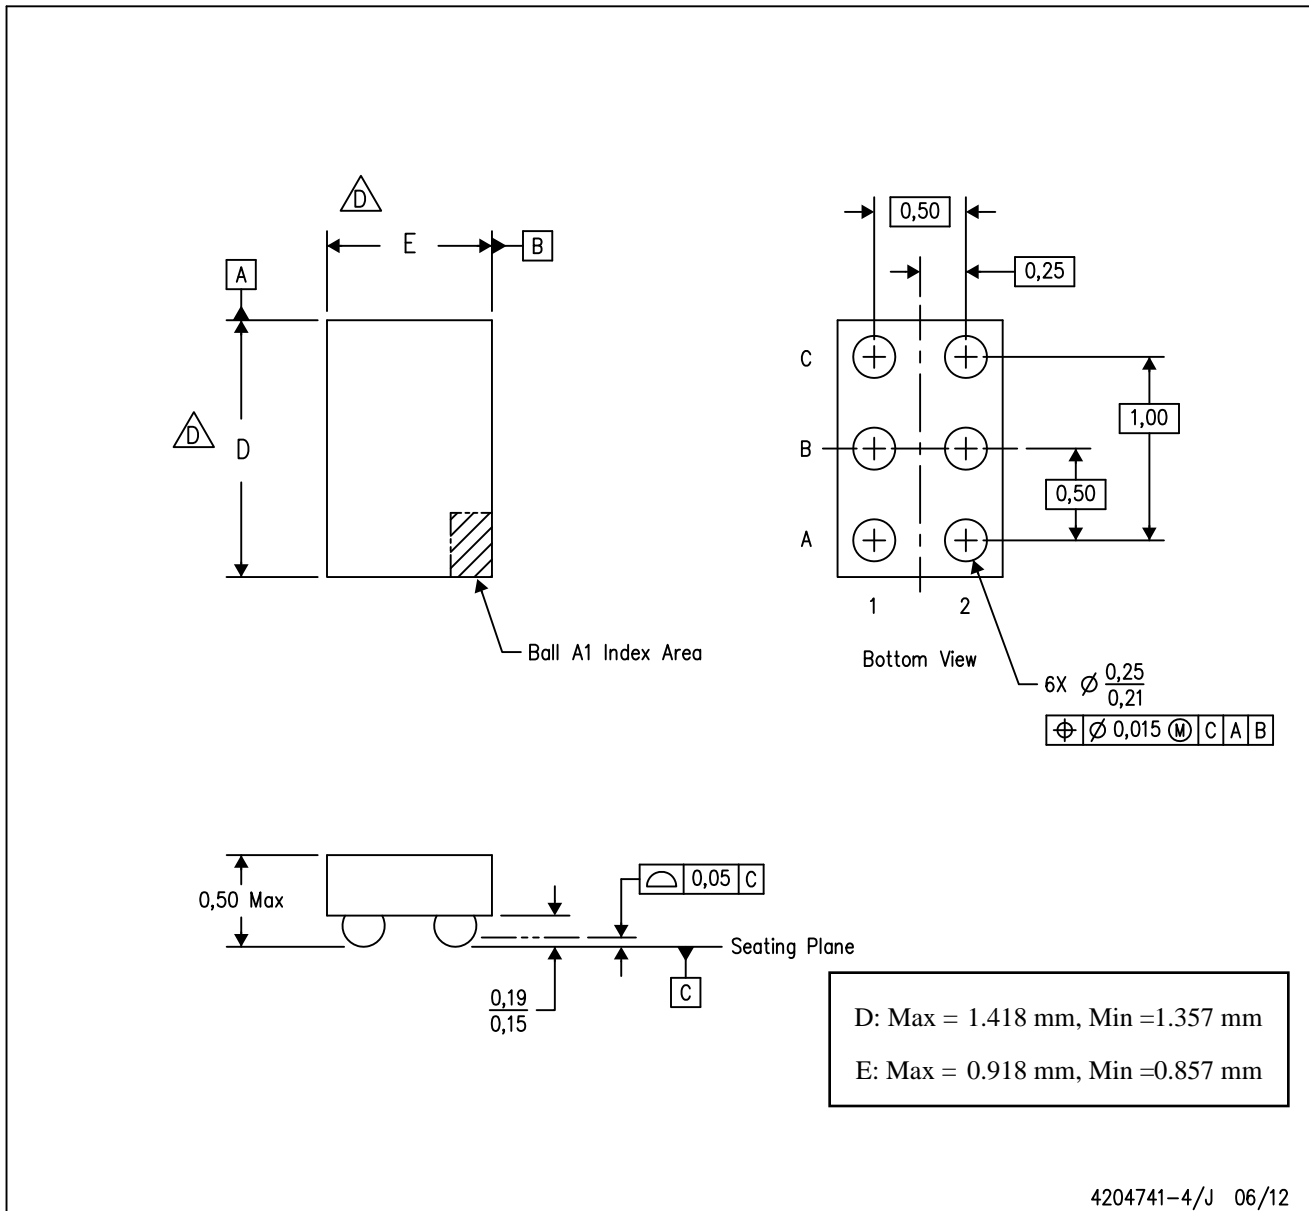 D
E
B
A
D
D
Ball A1 Index Area
0,50
0,25
C
B
A
1,00
0,50
1
2
Bottom View
6X Ø 0,25
0,21
⌖ Ø 0,015 Ⓜ C A B
0,50 Max
⌓ 0,05 C
Seating Plane
C
0,19
0,15
D: Max = 1.418 mm, Min =1.357 mm
E: Max = 0.918 mm, Min =0.857 mm
4204741-4/J 06/12